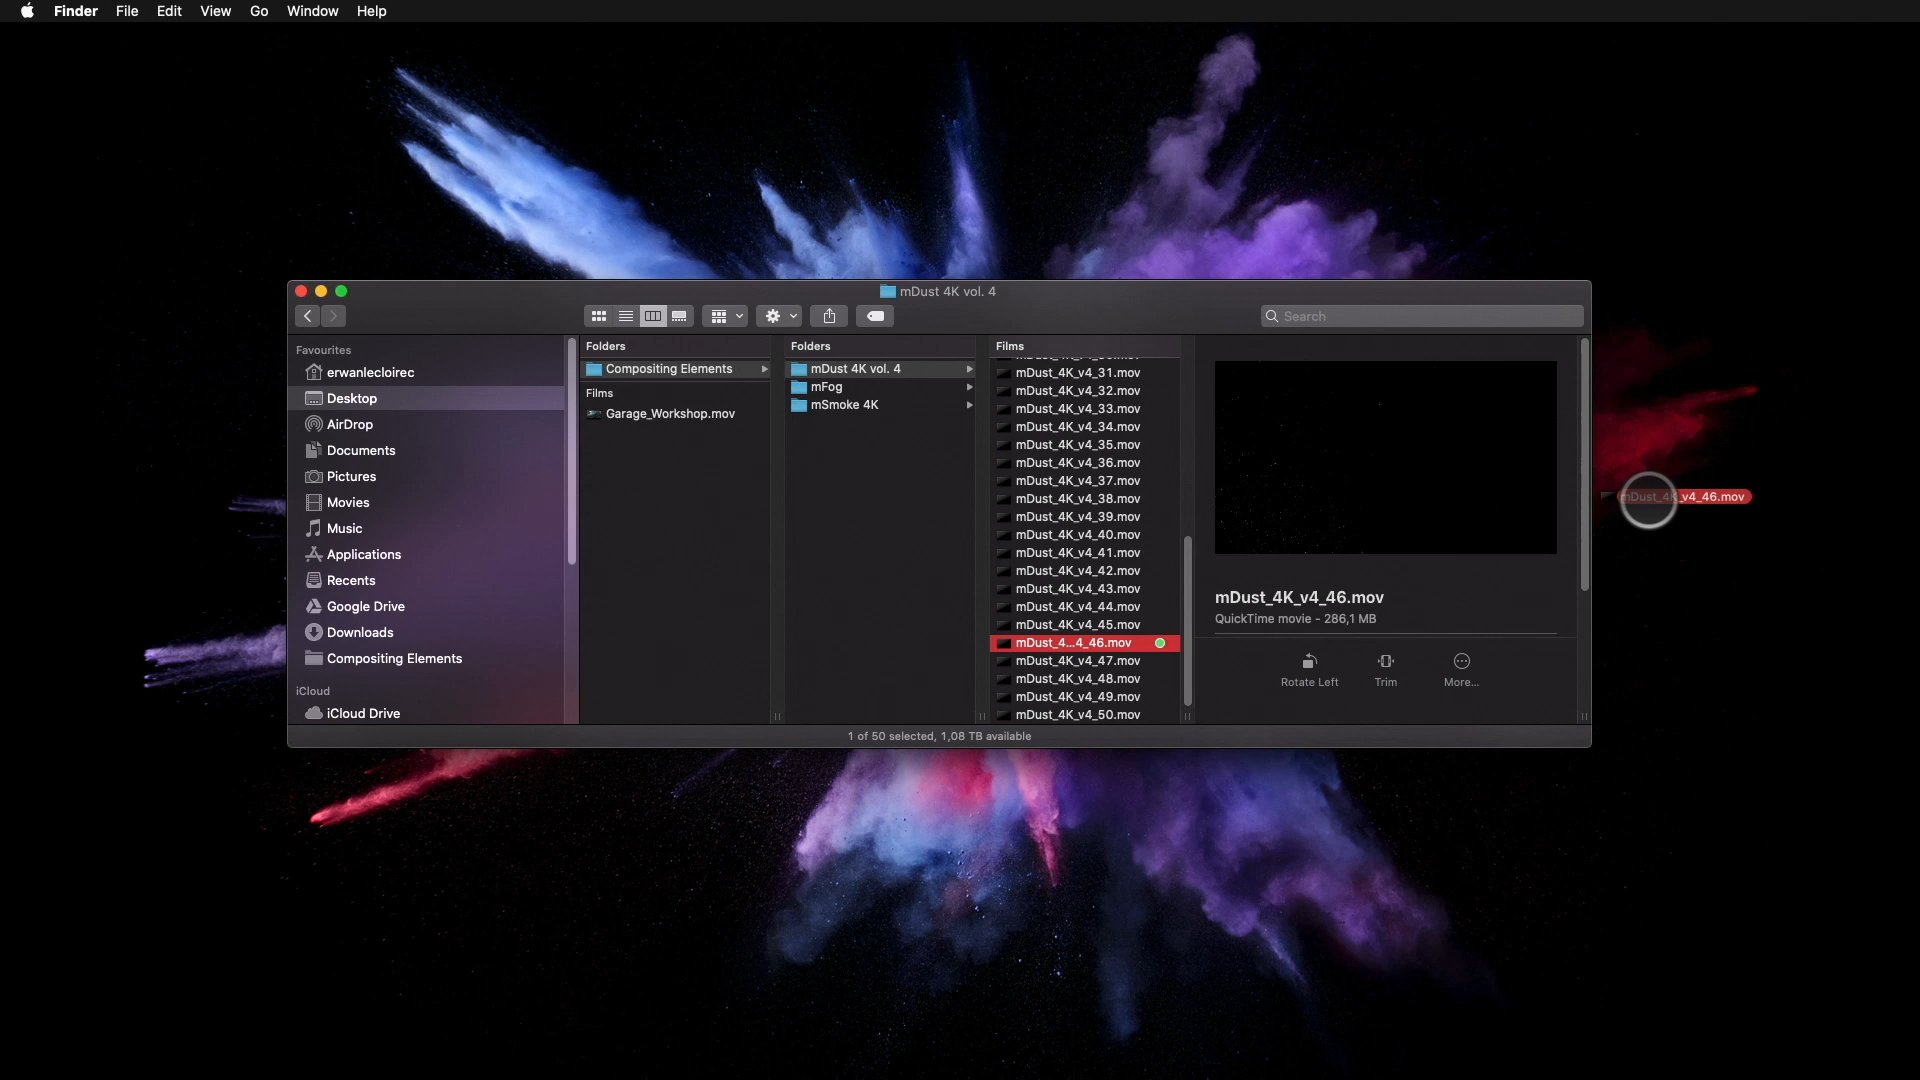 Finder File Edit View Go Window Help
mDust 4K vol. 4
Search
Favourites
erwanlecloirec
Desktop
AirDrop
Documents
Pictures
Movies
Music
Applications
Recents
Google Drive
Downloads
Compositing Elements
iCloud
iCloud Drive
Folders
Compositing Elements
Films
Garage_Workshop.mov
Folders
mDust 4K vol. 4
mFog
mSmoke 4K
Films
mDust_4K_v4_31.mov
mDust_4K_v4_32.mov
mDust_4K_v4_33.mov
mDust_4K_v4_34.mov
mDust_4K_v4_35.mov
mDust_4K_v4_36.mov
mDust_4K_v4_37.mov
mDust_4K_v4_38.mov
mDust_4K_v4_39.mov
mDust_4K_v4_40.mov
mDust_4K_v4_41.mov
mDust_4K_v4_42.mov
mDust_4K_v4_43.mov
mDust_4K_v4_44.mov
mDust_4K_v4_45.mov
mDust_4...4_46.mov
mDust_4K_v4_47.mov
mDust_4K_v4_48.mov
mDust_4K_v4_49.mov
mDust_4K_v4_50.mov
mDust_4K_v4_46.mov
QuickTime movie - 286,1 MB
Rotate Left
Trim
More...
mDust_4K_v4_46.mov
1 of 50 selected, 1,08 TB available